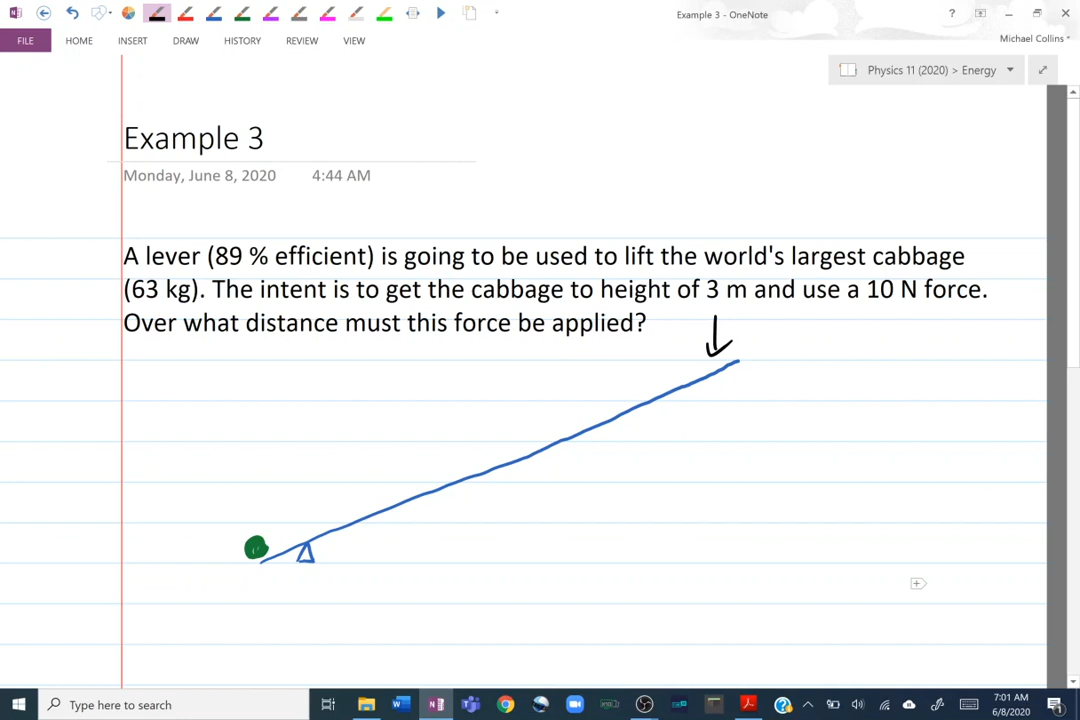 Example 3 - OneNote
?
FILE
HOME
INSERT
DRAW
HISTORY
REVIEW
VIEW
Michael Collins
Physics 11 (2020) > Energy
Example 3
Monday, June 8, 2020 4:44 AM
A lever (89 % efficient) is going to be used to lift the world's largest cabbage
(63 kg). The intent is to get the cabbage to height of 3 m and use a 10 N force.
Over what distance must this force be applied?
Type here to search
7:01 AM
6/8/2020